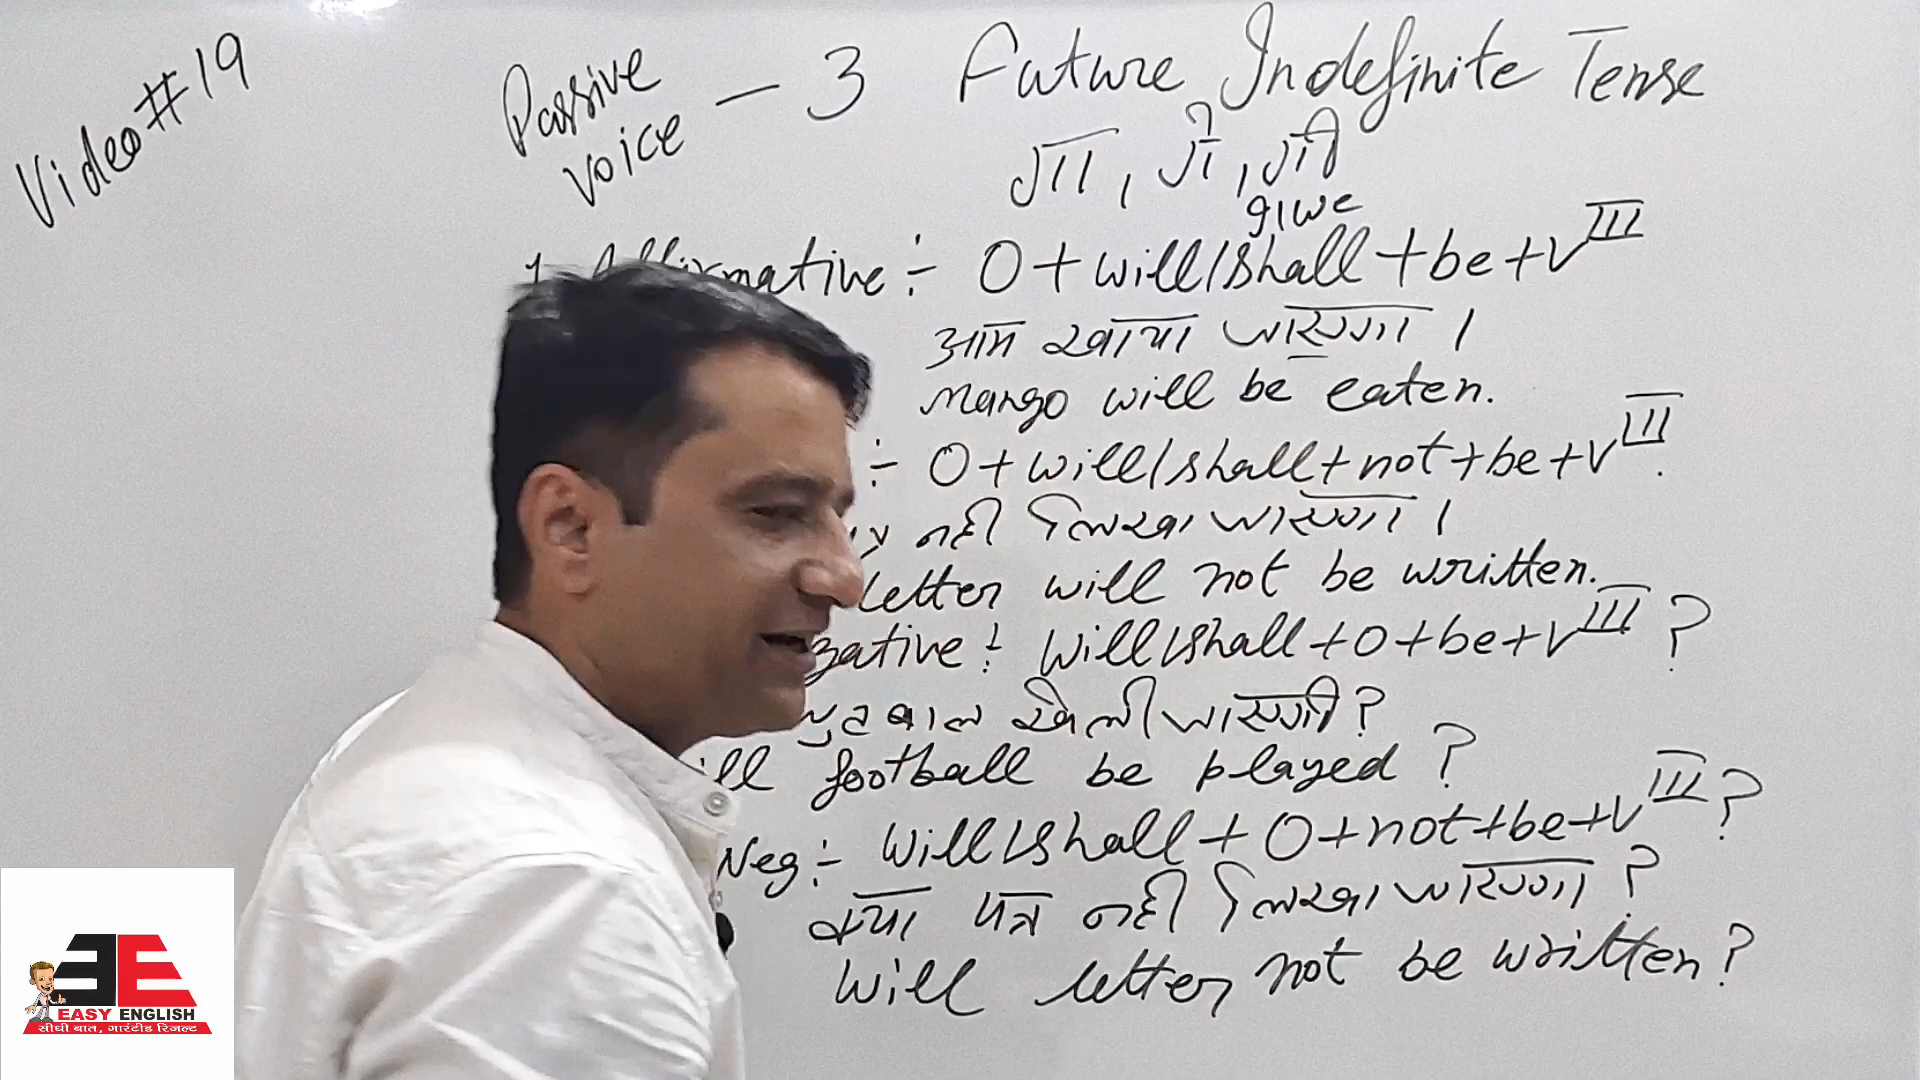 Video#19
Passive voice – 3 Future Indefinite Tense
गा, गे, गी
I/we
Affirmative ÷ O+will/shall+be+V III
आम खाया जाएगा ।
Mango will be eaten.
÷ O+will/shall+not+be+V III.
नही लिखा जाएगा ।
letter will not be written.
gative ÷ Will/shall+O+be+V III ?
फुटबाल खेली जाएगी ?
ill football be played ?
Neg ÷ Will/shall+O+not+be+V III ?
क्या पत्र नही लिखा जाएगा ?
Will letter not be written ?
EASY ENGLISH
सीधी बात, गारंटीड रिजल्ट